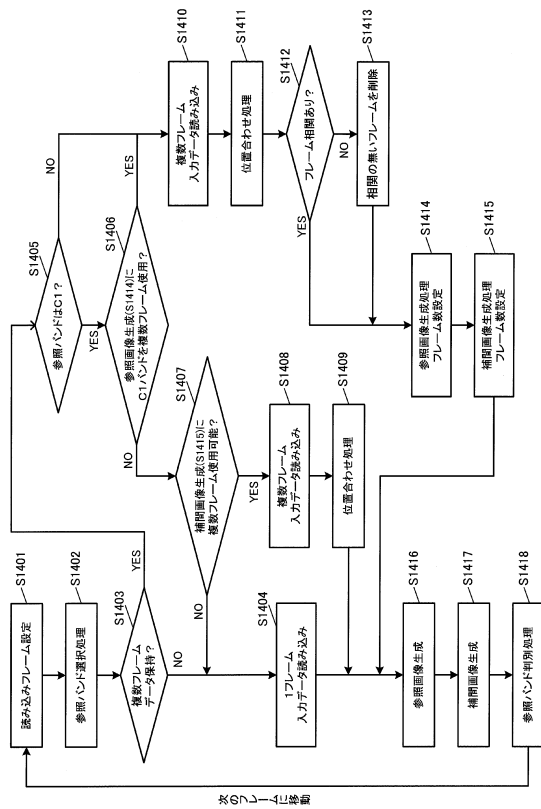 S1401
読み込みフレーム設定
S1402
参照バンド選択処理
S1403
複数フレーム
データ保持？
YES
NO
S1404
1フレーム
入力データ読み込み
S1405
参照バンドはC1？
NO
YES
S1406
参照画像生成(S1414)に
C1バンドを複数フレーム使用？
YES
NO
S1407
補間画像生成(S1415)に
複数フレーム使用可能？
NO
YES
S1408
複数フレーム
入力データ読み込み
S1409
位置合わせ処理
S1410
複数フレーム
入力データ読み込み
S1411
位置合わせ処理
S1412
フレーム相関あり？
YES
NO
S1413
相関の無いフレームを削除
S1414
参照画像生成処理
フレーム数設定
S1415
補間画像生成処理
フレーム数設定
S1416
参照画像生成
S1417
補間画像生成
S1418
参照バンド判別処理
次のフレームに移動